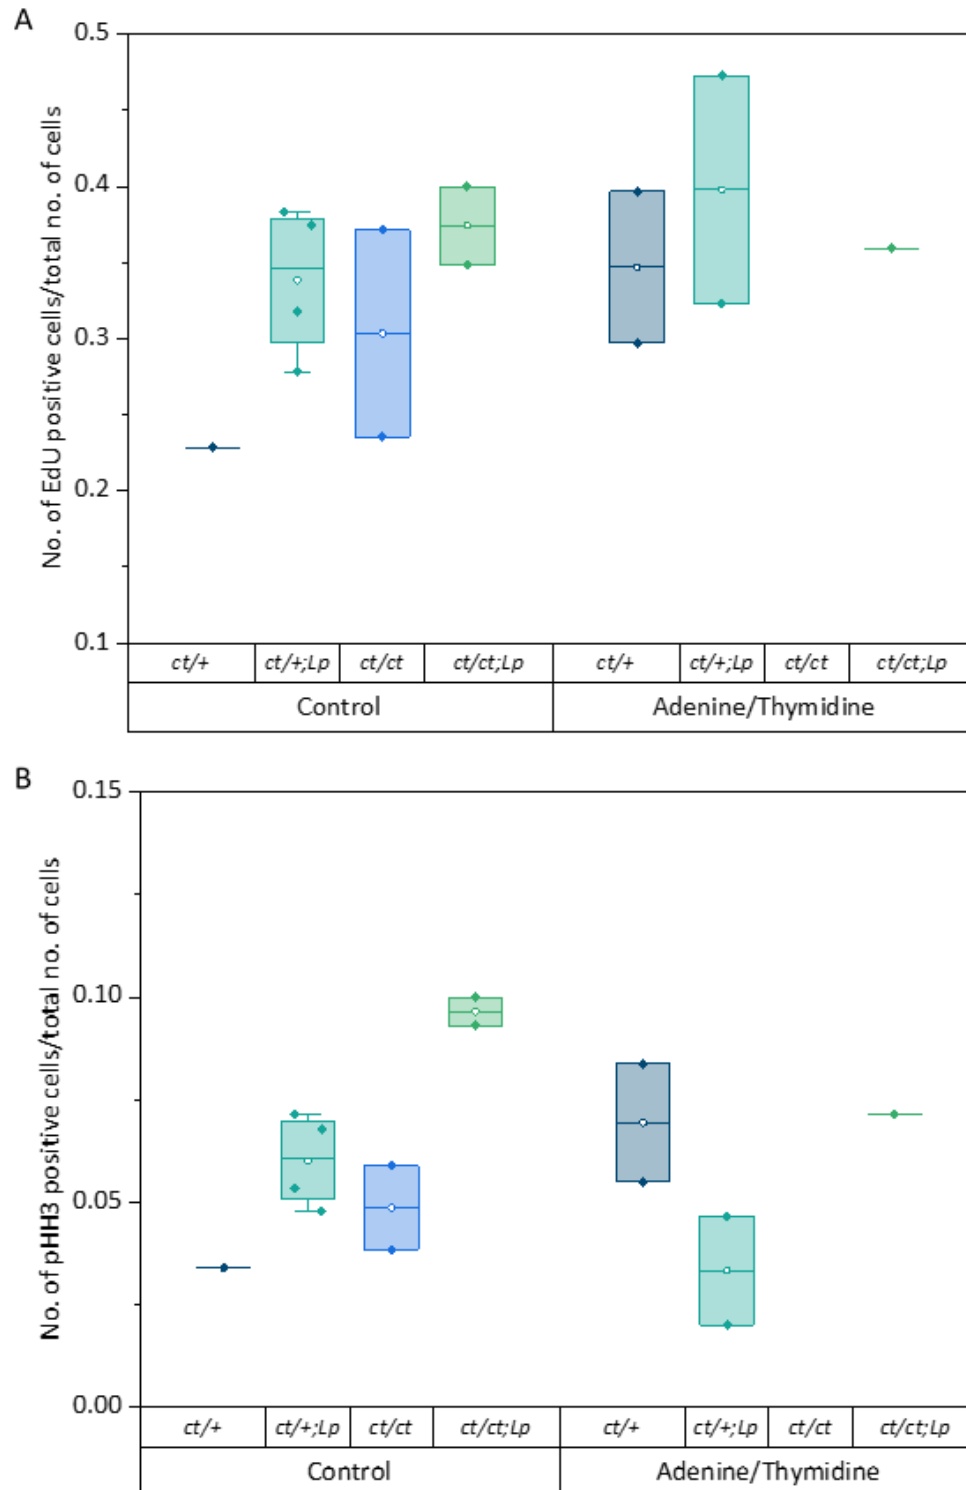 A
No. of EdU positive cells/total no. of cells
0.5
0.4
0.3
0.2
0.1
ct/+ ct/+;Lp ct/ct ct/ct;Lp ct/+ ct/+;Lp ct/ct ct/ct;Lp
Control Adenine/Thymidine
B
No. of pHH3 positive cells/total no. of cells
0.15
0.10
0.05
0.00
ct/+ ct/+;Lp ct/ct ct/ct;Lp ct/+ ct/+;Lp ct/ct ct/ct;Lp
Control Adenine/Thymidine